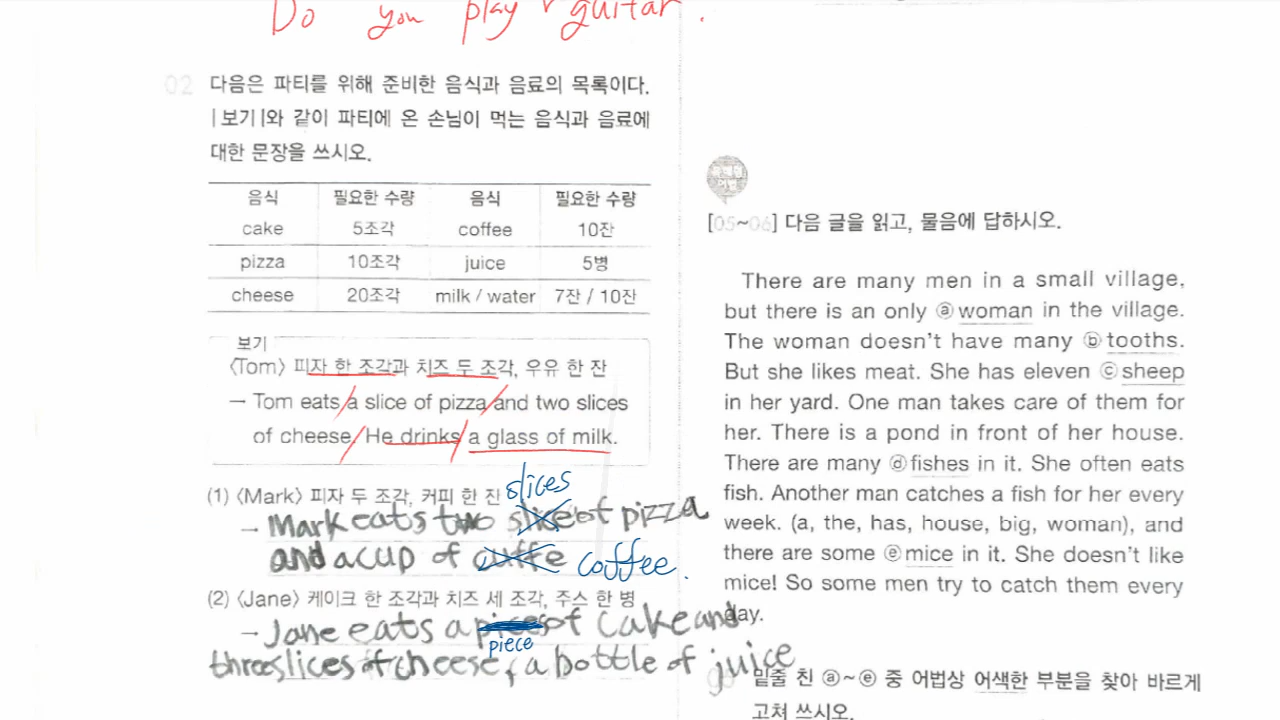 Do you play guitar.
02 다음은 파티를 위해 준비한 음식과 음료의 목록이다.
|보기|와 같이 파티에 온 손님이 먹는 음식과 음료에
대한 문장을 쓰시오.
음식 필요한 수량 음식 필요한 수량
cake 5조각 coffee 10잔
pizza 10조각 juice 5병
cheese 20조각 milk / water 7잔 / 10잔
보기
〈Tom〉 피자 한 조각과 치즈 두 조각, 우유 한 잔
→ Tom eats a slice of pizza and two slices
of cheese. He drinks a glass of milk.
(1) 〈Mark〉 피자 두 조각, 커피 한 잔
slices
→ Mark eats two slice of pizza
and a cup of cuffe coffee.
(2) 〈Jane〉 케이크 한 조각과 치즈 세 조각, 주스 한 병
→ Jane eats a of cake and
piece
three slices of cheese, a bottle of juice
[05~06] 다음 글을 읽고, 물음에 답하시오.
There are many men in a small village,
but there is an only ⓐ woman in the village.
The woman doesn't have many ⓑ tooths.
But she likes meat. She has eleven ⓒ sheep
in her yard. One man takes care of them for
her. There is a pond in front of her house.
There are many ⓓ fishes in it. She often eats
fish. Another man catches a fish for her every
week. (a, the, has, house, big, woman), and
there are some ⓔ mice in it. She doesn't like
mice! So some men try to catch them every
day.
밑줄 친 ⓐ~ⓔ 중 어법상 어색한 부분을 찾아 바르게
고쳐 쓰시오.